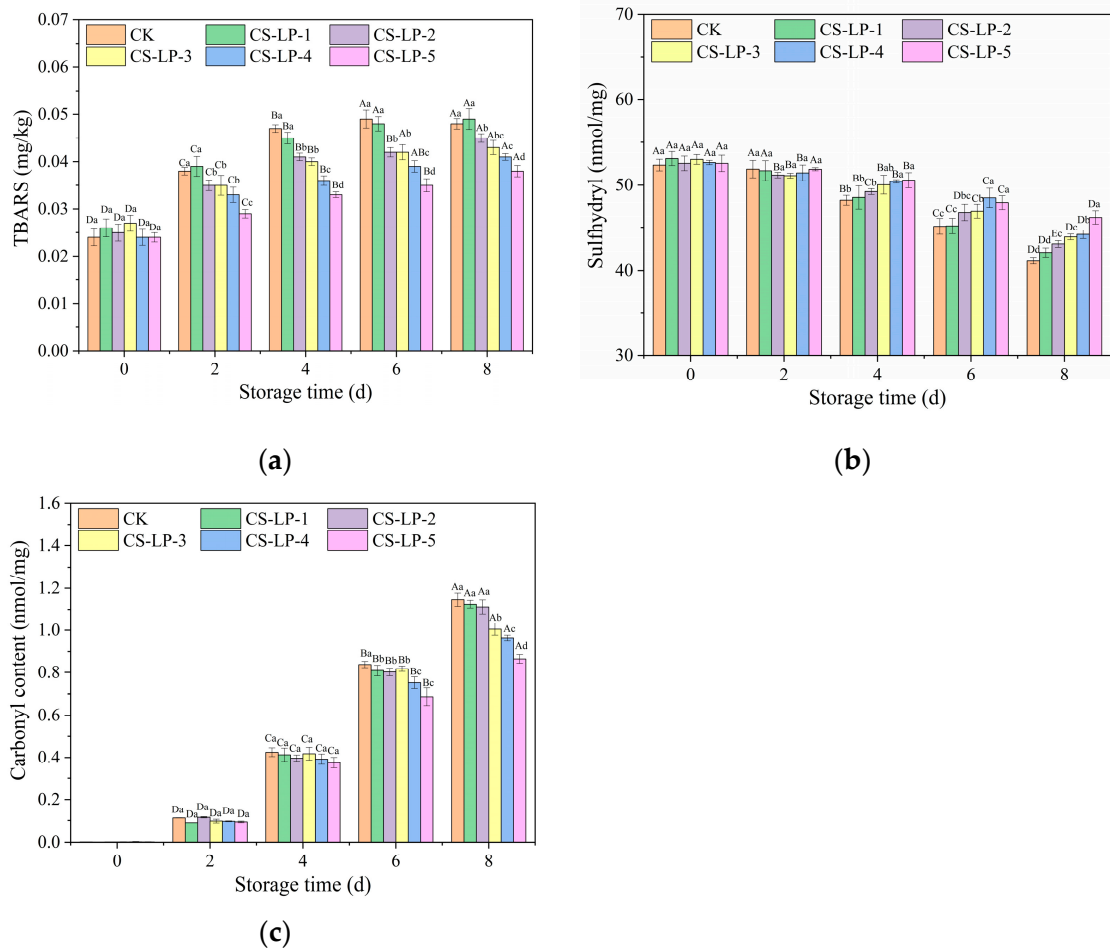 CK CS-LP-1 CS-LP-2
CS-LP-3 CS-LP-4 CS-LP-5
TBARS (mg/kg)
0.07
0.06
0.05
0.04
0.03
0.02
0.01
0.00
Da Da Da Da Da Da
Ca Ca Cb Cb Cb Cc
Ba Ba Bb Bb Bc Bd
Aa Aa Bb Ab ABc Bd
Aa Aa Ab Abc Ac Ad
0 2 4 6 8
Storage time (d)
(a)
CK CS-LP-1 CS-LP-2
CS-LP-3 CS-LP-4 CS-LP-5
Sulfhydryl (nmol/mg)
70
60
50
40
30
Aa Aa Aa Aa Aa Aa
Aa Aa Ba Ba Ba Aa
Bb Bb Cb Bab Ba Ba
Cc Cc Dbc Cb Ca Ca
Dd Dd Ec Dc Db Da
0 2 4 6 8
Storage time (d)
(b)
CK CS-LP-1 CS-LP-2
CS-LP-3 CS-LP-4 CS-LP-5
Carbonyl content (nmol/mg)
1.6
1.4
1.2
1.0
0.8
0.6
0.4
0.2
0.0
Da Da Da Da Da Da
Ca Ca Ca Ca Ca Ca
Ba Bb Bb Bb Bc Bc
Aa Aa Aa Ab Ac Ad
0 2 4 6 8
Storage time (d)
(c)